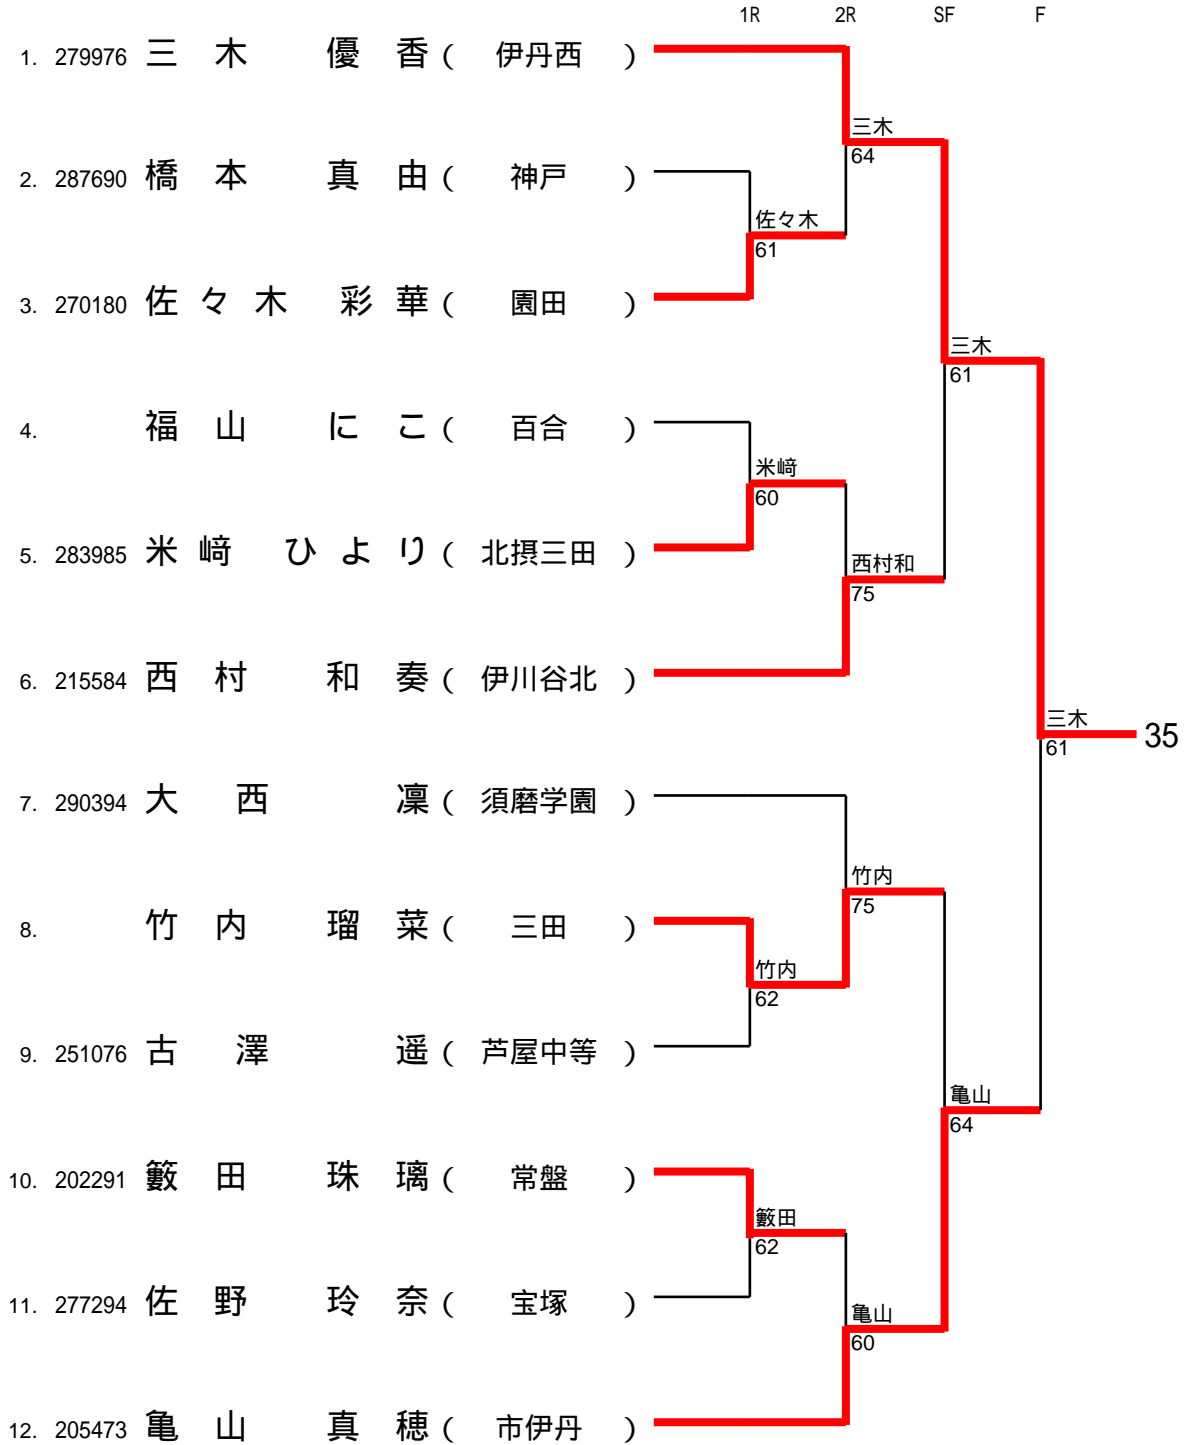 1R 2R SF F
1. 279976 三木 優香 ( 伊丹西 )
三木
64
2. 287690 橋本 真由 ( 神戸 )
佐々木
61
3. 270180 佐々木 彩華 ( 園田 )
三木
61
4. 福山 にこ ( 百合 )
米﨑
60
5. 283985 米﨑 ひより ( 北摂三田 )
西村和
75
6. 215584 西村 和奏 ( 伊川谷北 )
三木
61
35
7. 290394 大西 凜 ( 須磨学園 )
竹内
75
8. 竹内 瑠菜 ( 三田 )
竹内
62
9. 251076 古澤 遥 ( 芦屋中等 )
亀山
64
10. 202291 籔田 珠璃 ( 常盤 )
籔田
62
11. 277294 佐野 玲奈 ( 宝塚 )
亀山
60
12. 205473 亀山 真穂 ( 市伊丹 )